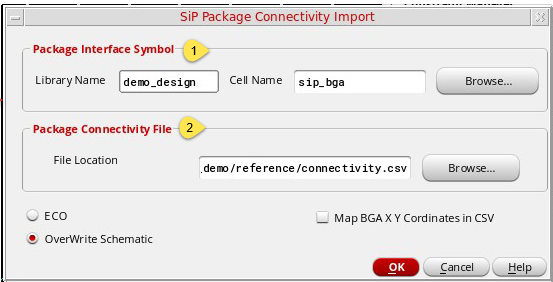 SiP Package Connectivity Import
Package Interface Symbol 1
Library Name demo_design Cell Name sip_bga Browse...
Package Connectivity File 2
File Location .demo/reference/connectivity.csv Browse...
ECO
Map BGA X Y Cordinates in CSV
OverWrite Schematic
OK Cancel Help